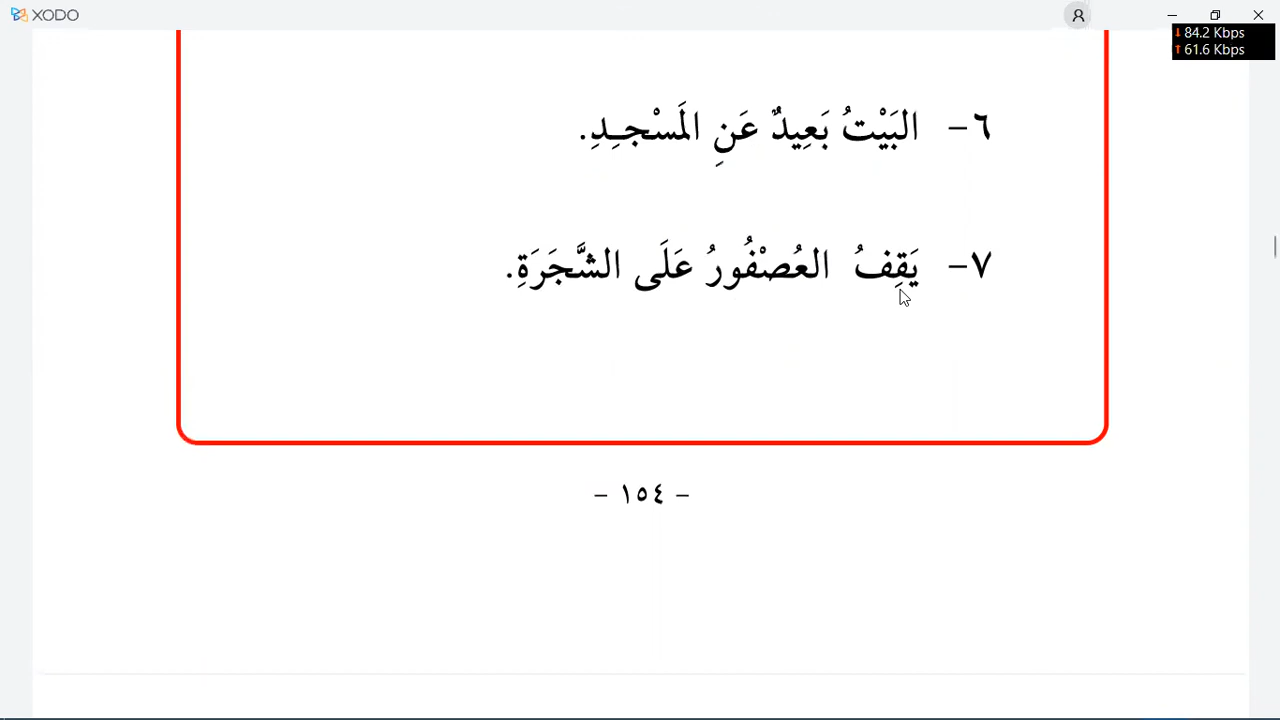 XODO
↓ 84.2 Kbps
↑ 61.6 Kbps
٦- البَيْتُ بَعِيدٌ عَنِ المَسْجِدِ.
٧- يَقِفُ العُصْفُورُ عَلَى الشَّجَرَةِ.
- ١٥٤ -